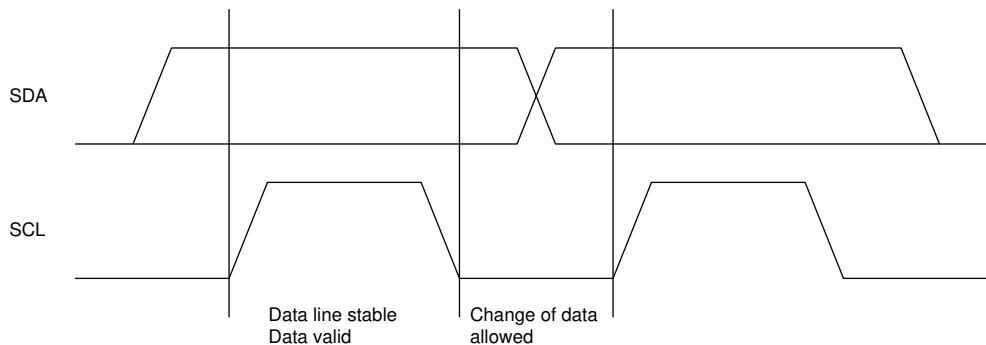 SDA
SCL
Data line stable
Data valid
Change of data
allowed